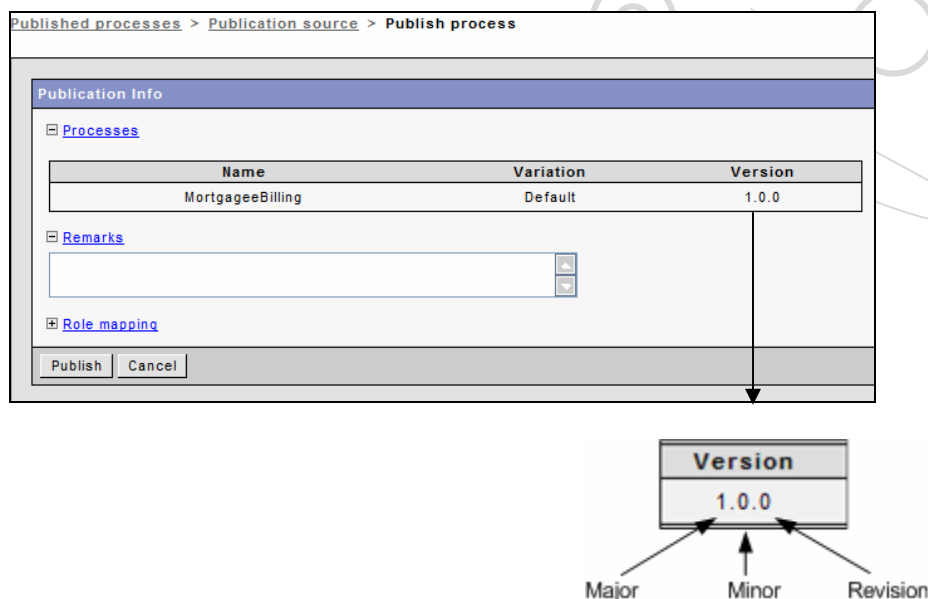 Published processes > Publication source > Publish process
Publication Info
Processes
Name Variation Version
MortgageeBilling Default 1.0.0
Remarks
Role mapping
Publish Cancel
Version
1.0.0
Major Minor Revision